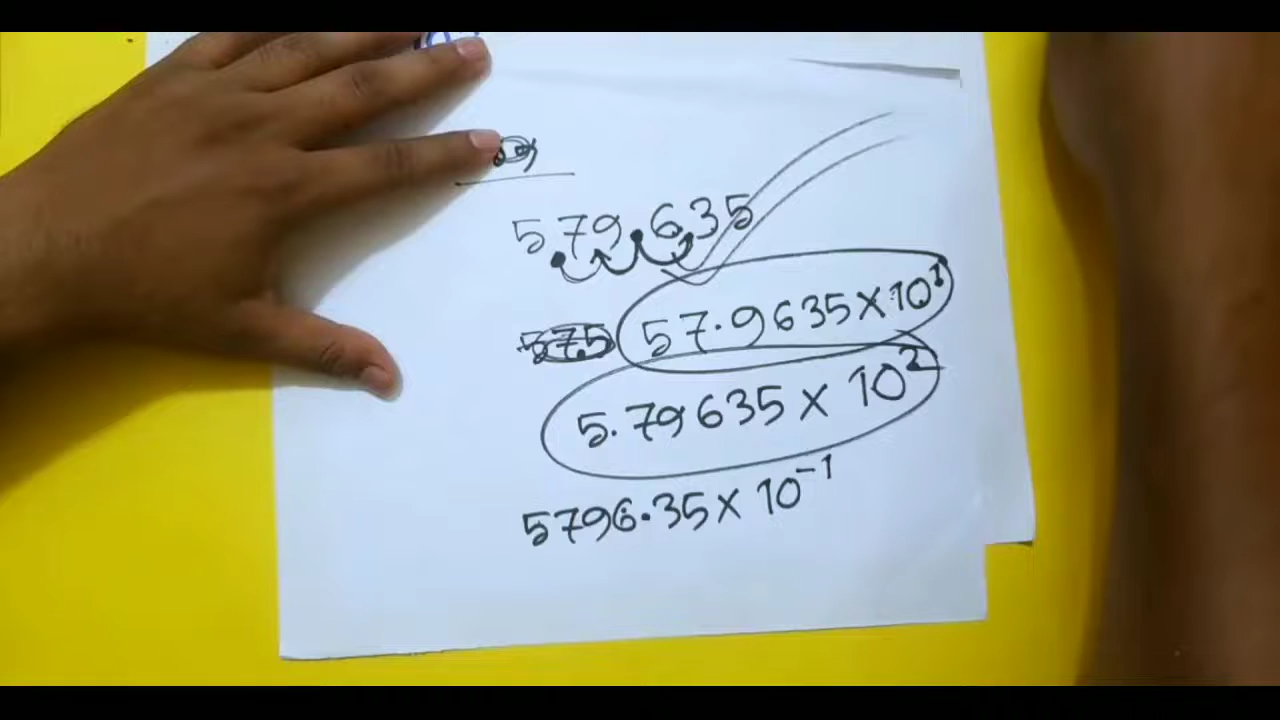 579.635
57.9635 × 10¹
5.79635 × 10²
5796.35 × 10⁻¹